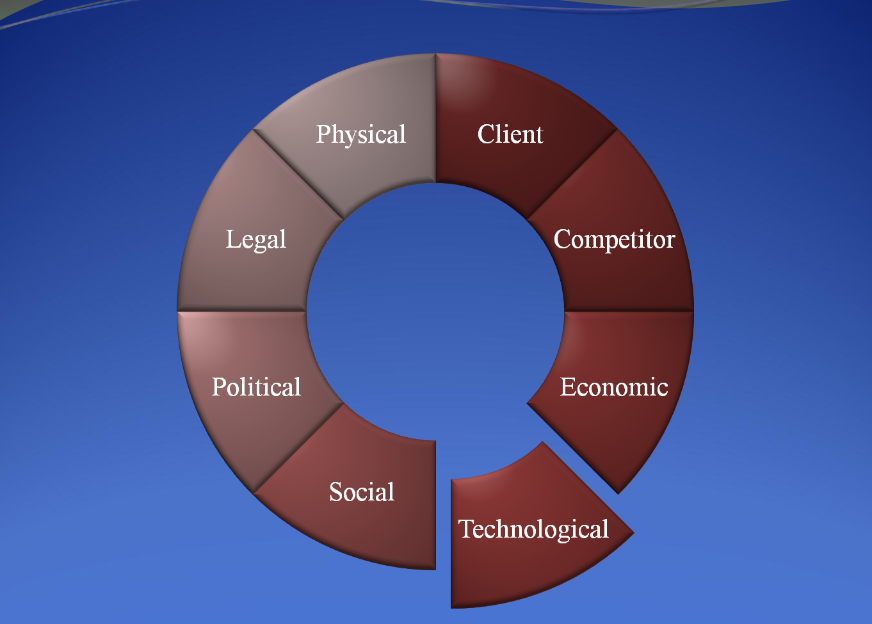 Physical
Client
Legal
Competitor
Political
Economic
Social
Technological